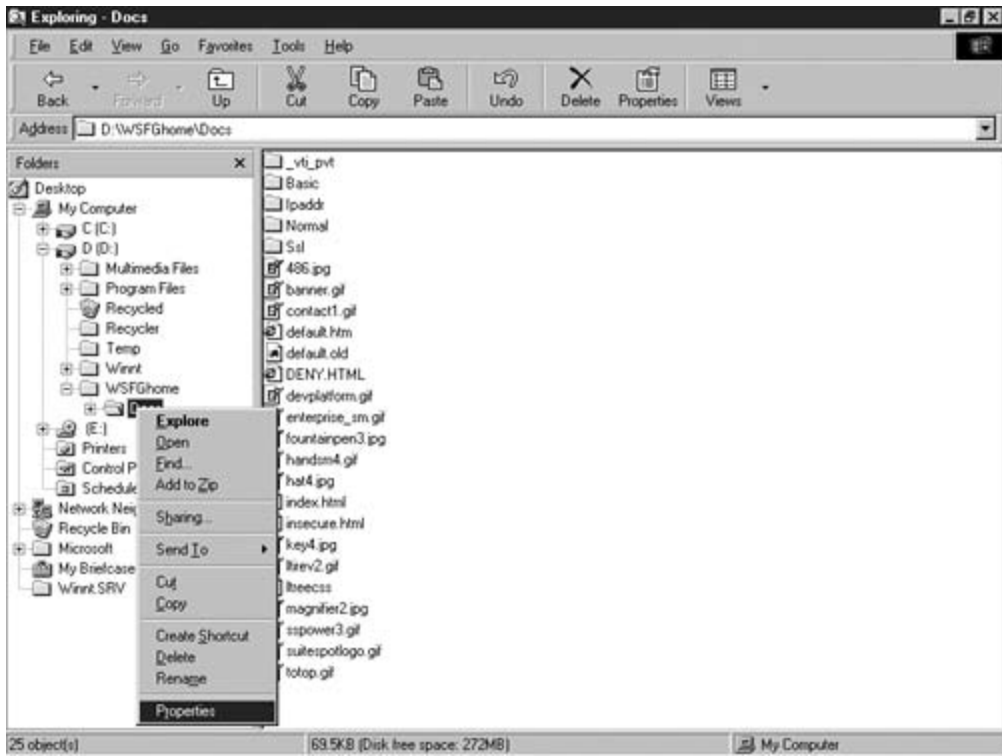 Exploring - Docs
File Edit View Go Favorites Tools Help
Back Forward Up Cut Copy Paste Undo Delete Properties Views
Address D:\WSFGhome\Docs
Folders
Desktop
My Computer
C (C:)
D (D:)
Multimedia Files
Program Files
Recycled
Recycler
Temp
Winnt
WSFGhome
(E:)
Printers
Control P
Schedule
Network Neig
Recycle Bin
Microsoft
My Briefcase
Winnt.SRV
Explore
Open
Find...
Add to Zip
Sharing...
Send To
Cut
Copy
Create Shortcut
Delete
Rename
Properties
_vti_pvt
Basic
Ipaddr
Normal
Ssl
486.jpg
banner.gif
contact1.gif
default.htm
default.old
DENY.HTML
devplatform.gif
enterprise_sm.gif
fountainpen3.jpg
handsm4.gif
hat4.jpg
index.html
insecure.html
key4.jpg
ltrev2.gif
ltreecss
magnifier2.jpg
sspower3.gif
suitespotlogo.gif
totop.gif
25 object(s)
69.5KB (Disk free space: 272MB)
My Computer